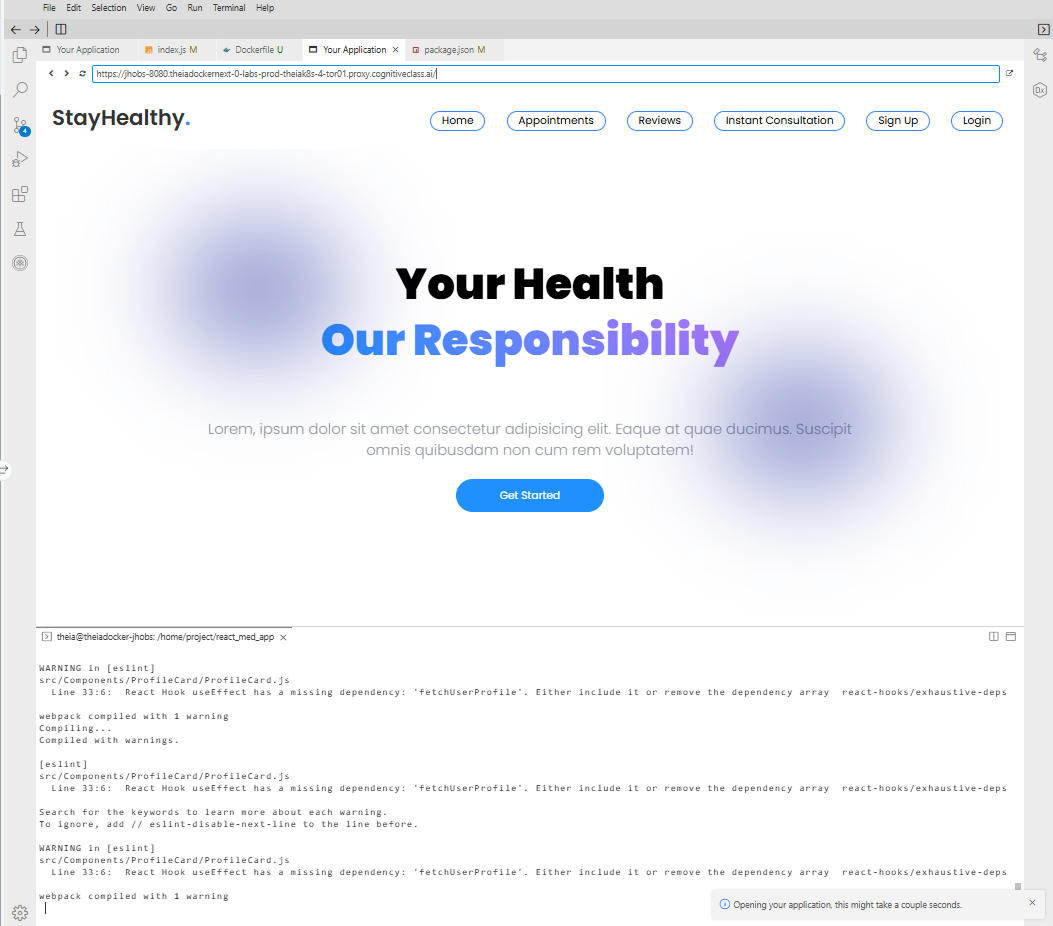 File Edit Selection View Go Run Terminal Help
Your Application index.js M Dockerfile U Your Application × package.json M
https://jhobs-8080.theiadockernext-0-labs-prod-theiak8s-4-tor01.proxy.cognitiveclass.ai/
StayHealthy. Home Appointments Reviews Instant Consultation Sign Up Login
4
Dx
Your Health
Our Responsibility
Lorem, ipsum dolor sit amet consectetur adipisicing elit. Eaque at quae ducimus. Suscipit
omnis quibusdam non cum rem voluptatem!
Get Started
theia@theiadocker-jhobs: /home/project/react_med_app ×
WARNING in [eslint]
src/Components/ProfileCard/ProfileCard.js
Line 33:6: React Hook useEffect has a missing dependency: 'fetchUserProfile'. Either include it or remove the dependency array react-hooks/exhaustive-deps
webpack compiled with 1 warning
Compiling...
Compiled with warnings.
[eslint]
src/Components/ProfileCard/ProfileCard.js
Line 33:6: React Hook useEffect has a missing dependency: 'fetchUserProfile'. Either include it or remove the dependency array react-hooks/exhaustive-deps
Search for the keywords to learn more about each warning.
To ignore, add // eslint-disable-next-line to the line before.
WARNING in [eslint]
src/Components/ProfileCard/ProfileCard.js
Line 33:6: React Hook useEffect has a missing dependency: 'fetchUserProfile'. Either include it or remove the dependency array react-hooks/exhaustive-deps
webpack compiled with 1 warning
Opening your application, this might take a couple seconds.